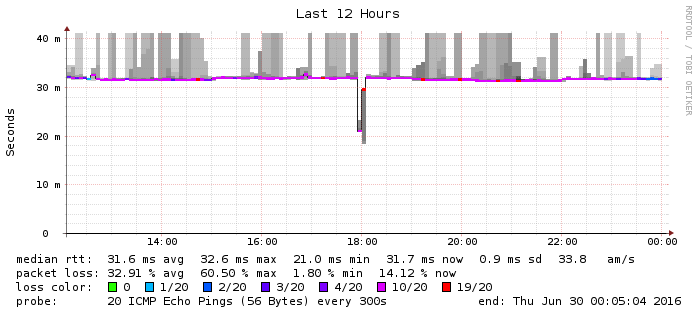 Last 12 Hours
RRDTOOL / TOBI OETIKER
Seconds
40 m
30 m
20 m
10 m
0
14:00 16:00 18:00 20:00 22:00 00:00
median rtt: 31.6 ms avg 32.6 ms max 21.0 ms min 31.7 ms now 0.9 ms sd 33.8 am/s
packet loss: 32.91 % avg 60.50 % max 1.80 % min 14.12 % now
loss color: 0 1/20 2/20 3/20 4/20 10/20 19/20
probe: 20 ICMP Echo Pings (56 Bytes) every 300s end: Thu Jun 30 00:05:04 2016